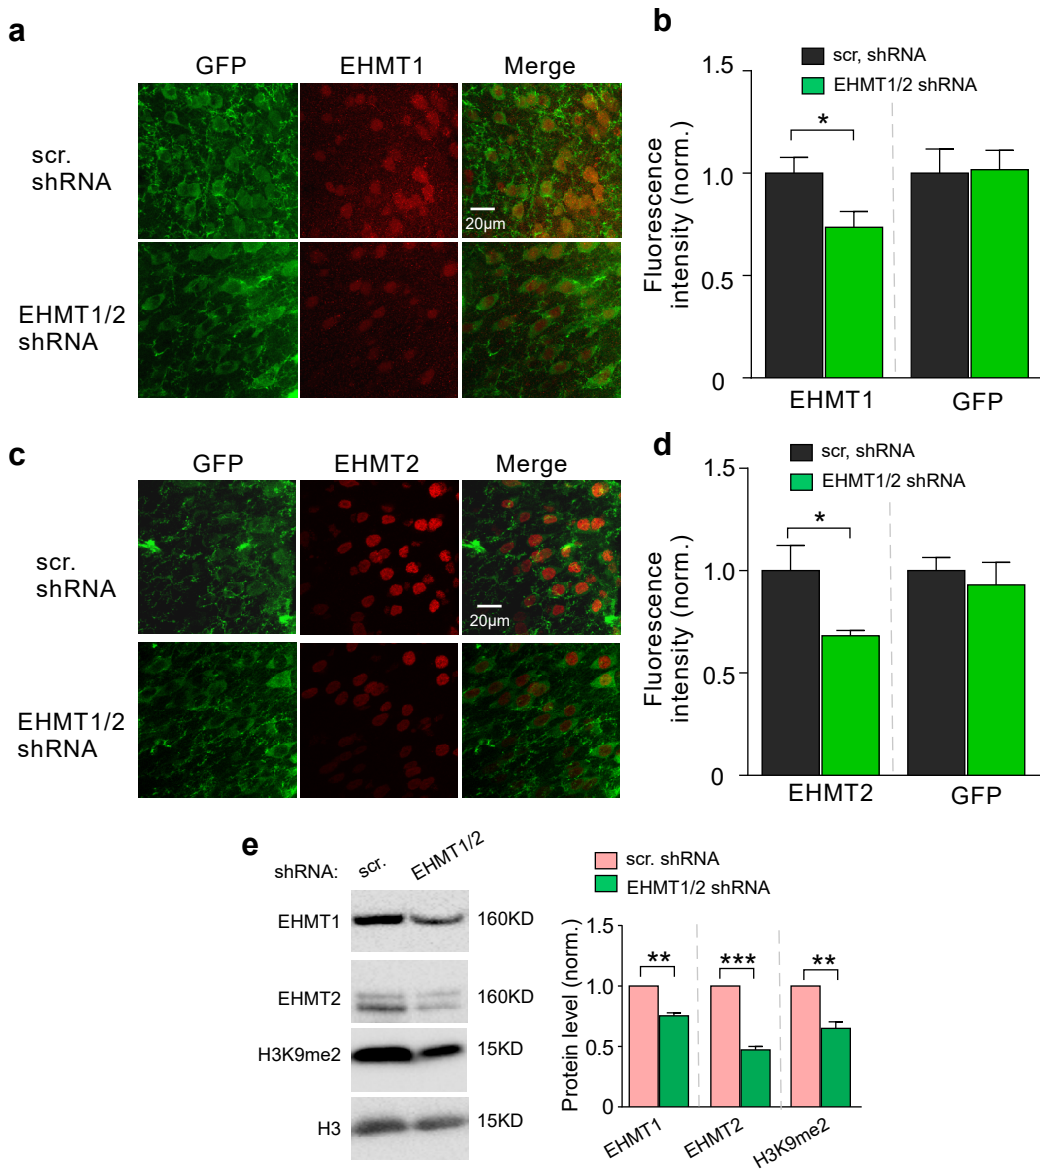 a
GFP EHMT1 Merge
scr.
shRNA
20μm
EHMT1/2
shRNA
b
scr, shRNA
EHMT1/2 shRNA
Fluorescence
intensity (norm.)
1.5
*
1.0
0.5
0
EHMT1 GFP
c
GFP EHMT2 Merge
scr.
shRNA
20μm
EHMT1/2
shRNA
d
scr, shRNA
EHMT1/2 shRNA
Fluorescence
intensity (norm.)
1.5
*
1.0
0.5
0
EHMT2 GFP
e
shRNA: scr. EHMT1/2
EHMT1 160KD
EHMT2 160KD
H3K9me2 15KD
H3 15KD
scr. shRNA
EHMT1/2 shRNA
Protein level (norm.)
1.5
** *** **
1.0
0.5
0
EHMT1 EHMT2 H3K9me2